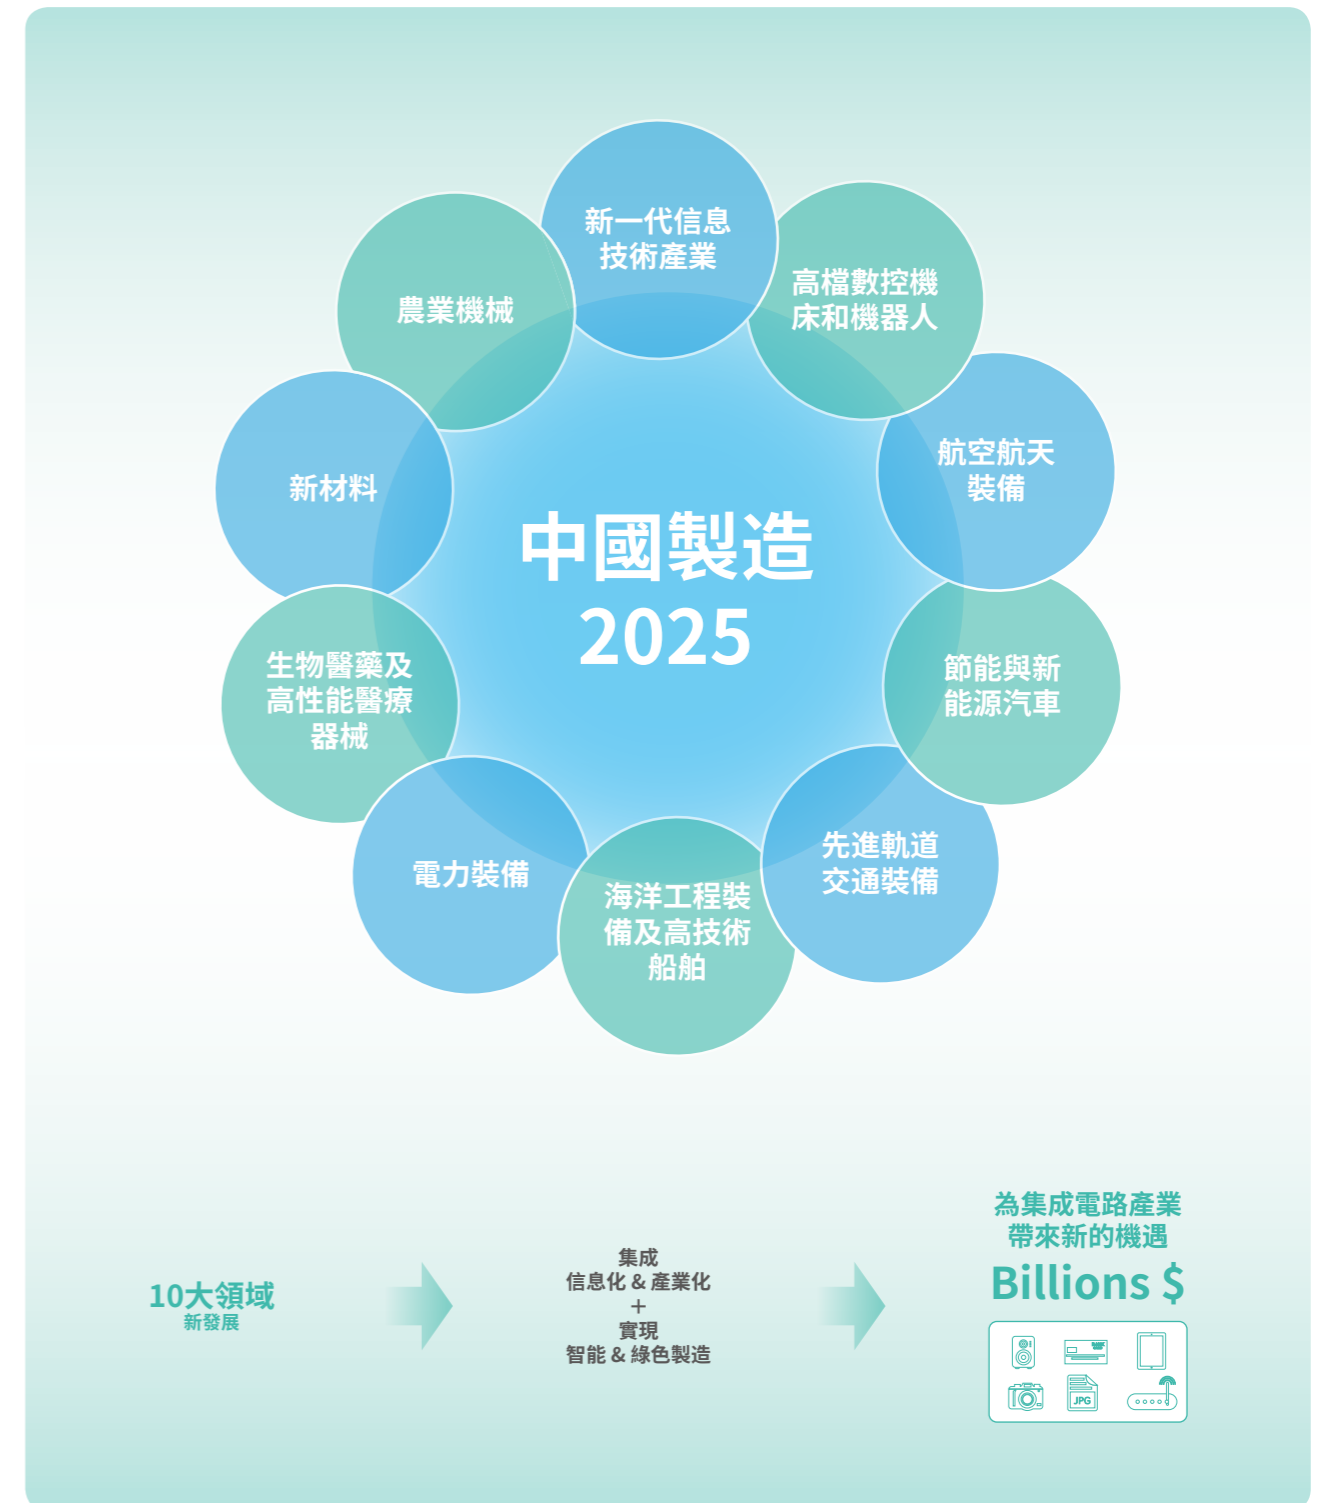 新一代信息
技術產業
高檔數控機
床和機器人
航空航天
裝備
節能與新
能源汽車
先進軌道
交通裝備
海洋工程裝
備及高技術
船舶
電力裝備
生物醫藥及
高性能醫療
器械
新材料
農業機械
中國製造
2025
10大領域
新發展
集成
信息化 & 產業化
+
實現
智能 & 綠色製造
為集成電路產業
帶來新的機遇
Billions $
JPG